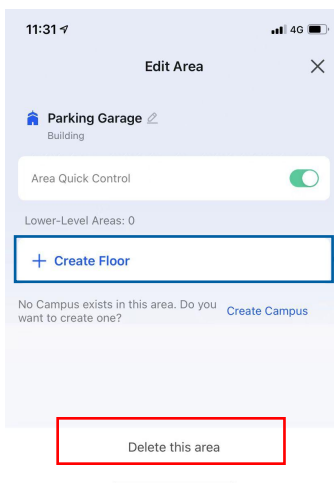 11:31 4G
Edit Area
Parking Garage
Building
Area Quick Control
Lower-Level Areas: 0
+ Create Floor
No Campus exists in this area. Do you
want to create one?
Create Campus
Delete this area